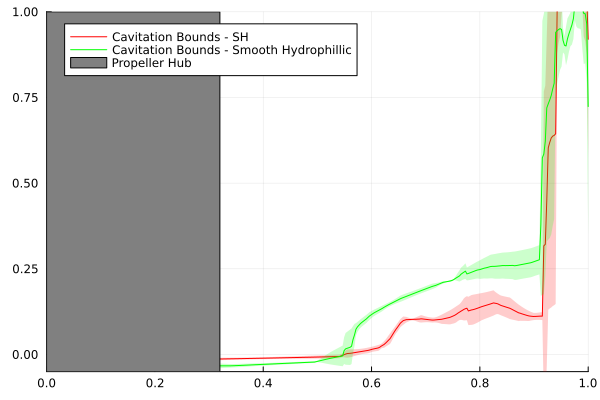 1.00
Cavitation Bounds - SH
Cavitation Bounds - Smooth Hydrophillic
Propeller Hub
0.75
0.50
0.25
0.00
0.0 0.2 0.4 0.6 0.8 1.0